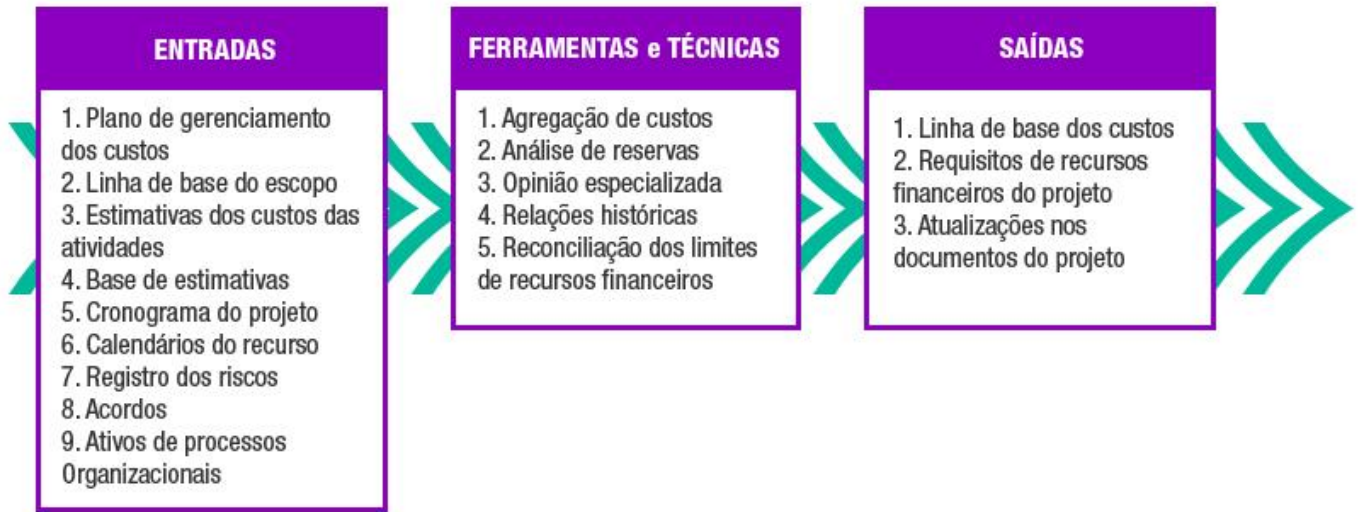 ENTRADAS
1. Plano de gerenciamento
dos custos
2. Linha de base do escopo
3. Estimativas dos custos das
atividades
4. Base de estimativas
5. Cronograma do projeto
6. Calendários do recurso
7. Registro dos riscos
8. Acordos
9. Ativos de processos
Organizacionais
FERRAMENTAS e TÉCNICAS
1. Agregação de custos
2. Análise de reservas
3. Opinião especializada
4. Relações históricas
5. Reconciliação dos limites
de recursos financeiros
SAÍDAS
1. Linha de base dos custos
2. Requisitos de recursos
financeiros do projeto
3. Atualizações nos
documentos do projeto